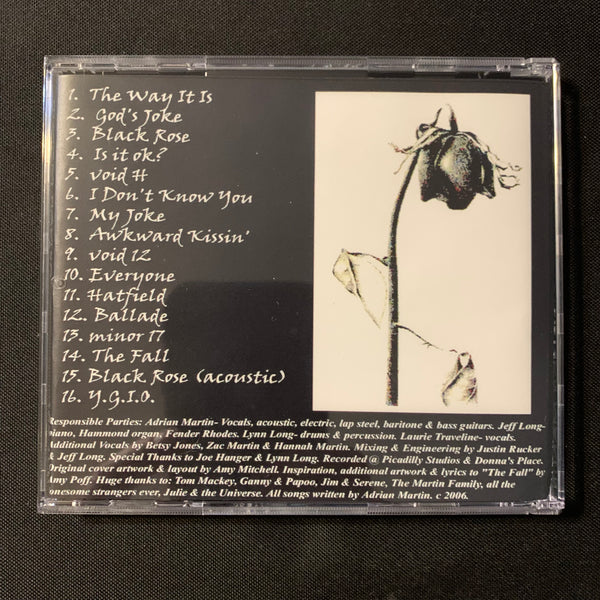 1. The Way It Is
2. God's Joke
3. Black Rose
4. Is it ok?
5. void H
6. I Don't Know You
7. My Joke
8. Awkward Kissin'
9. void 12
10. Everyone
11. Hatfield
12. Ballade
13. minor 17
14. The Fall
15. Black Rose (acoustic)
16. Y.G.I.O.
Responsible Parties: Adrian Martin- Vocals, acoustic, electric, lap steel, baritone & bass guitars. Jeff Long-
piano, Hammond organ, Fender Rhodes. Lynn Long- drums & percussion. Laurie Traveline- vocals.
Additional Vocals by Betsy Jones, Zac Martin & Hannah Martin. Mixing & Engineering by Justin Rucker
& Jeff Long. Special Thanks to Joe Hanger & Lynn Long. Recorded @ Picadilly Studios & Donna's Place.
Original cover artwork & layout by Amy Mitchell. Inspiration, additional artwork & lyrics to "The Fall" by
Amy Poff. Huge thanks to: Tom Mackey, Ganny & Papoo, Jim & Serene, The Martin Family, all the
onesome strangers ever, Julie & the Universe. All songs written by Adrian Martin. c 2006.